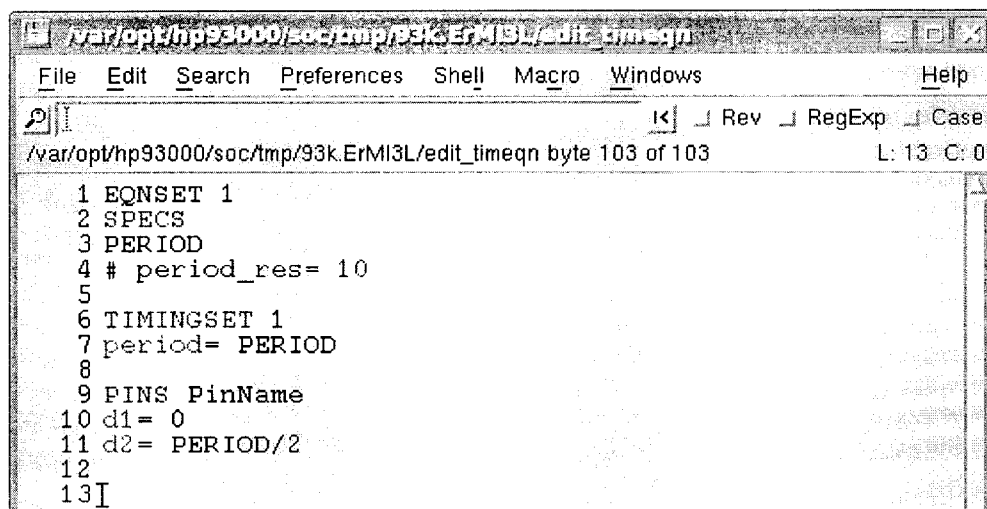 /var/opt/hp93000/soc/tmp/93k.ErMI3L/edit_timeqn
File Edit Search Preferences Shell Macro Windows Help
Rev RegExp Case
/var/opt/hp93000/soc/tmp/93k.ErMI3L/edit_timeqn byte 103 of 103 L: 13 C: 0
1 EQNSET 1
2 SPECS
3 PERIOD
4 # period_res= 10
5
6 TIMINGSET 1
7 period= PERIOD
8
9 PINS PinName
10 d1= 0
11 d2= PERIOD/2
12
13